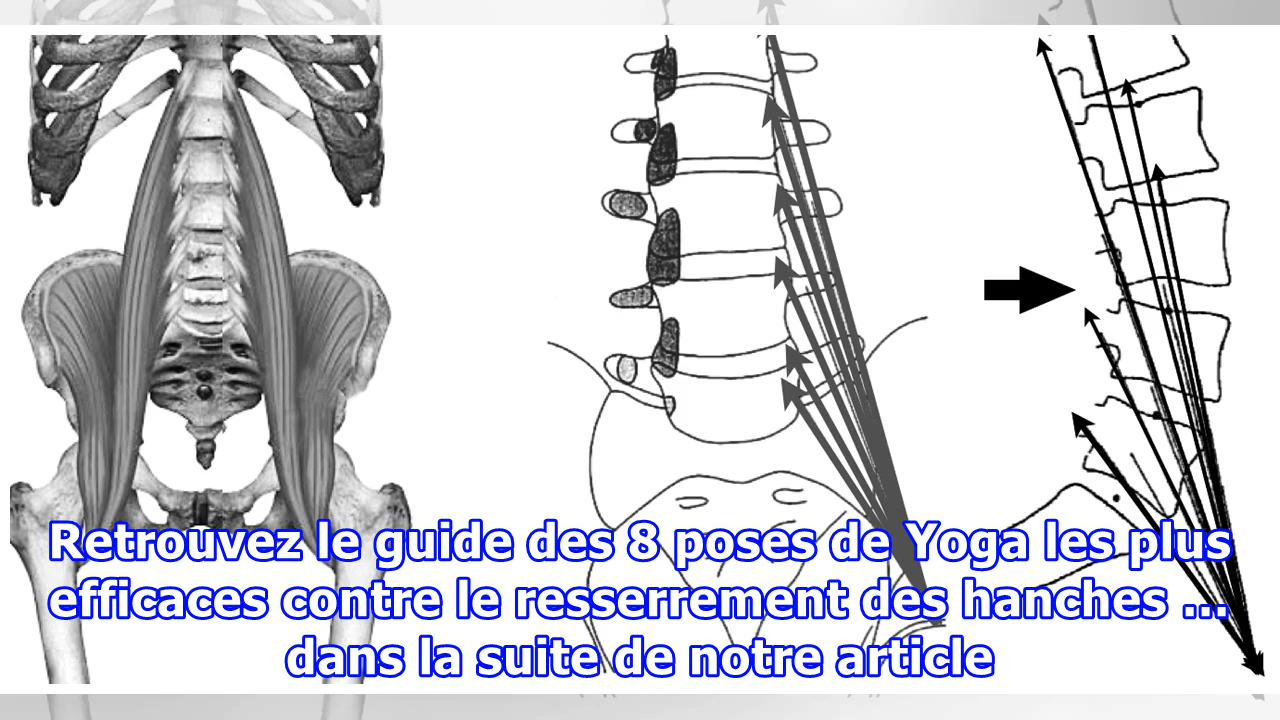 Retrouvez le guide des 8 poses de Yoga les plus
efficaces contre le resserrement des hanches ...
dans la suite de notre article